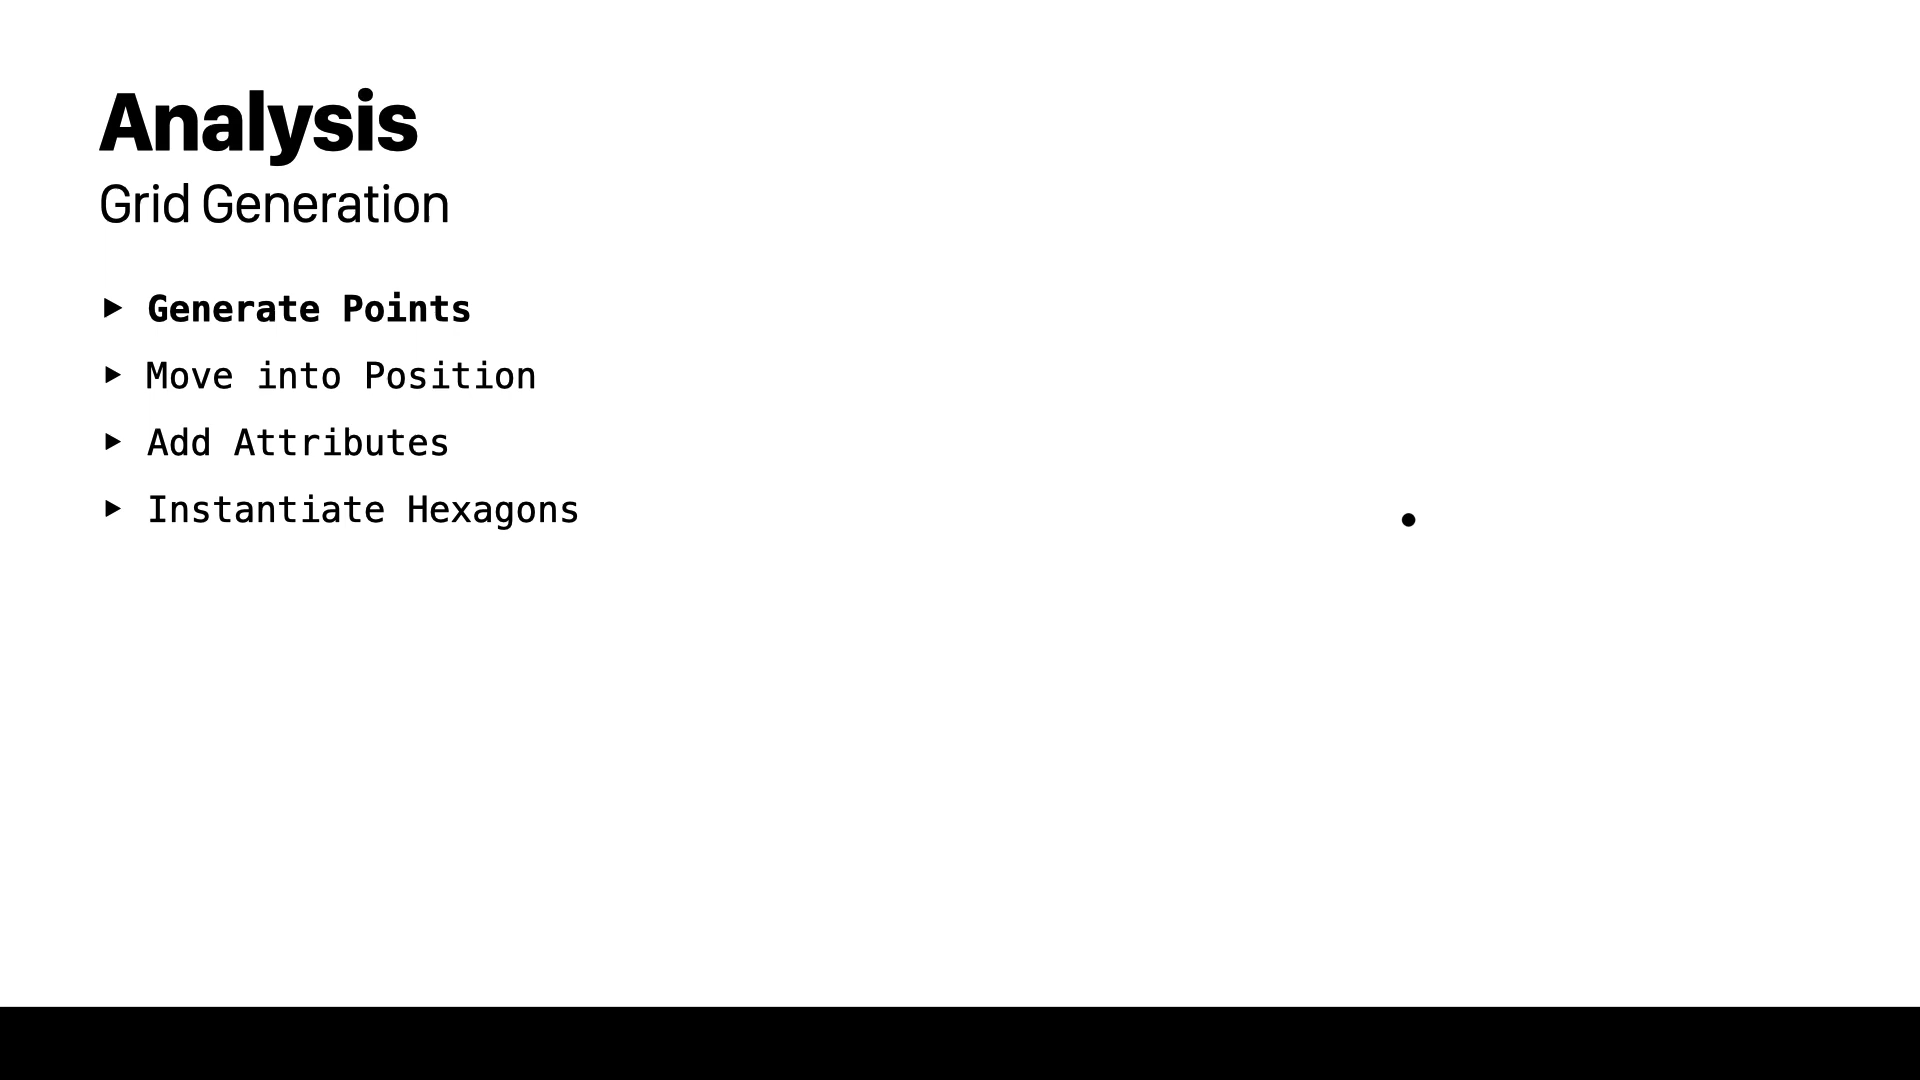 Analysis
Grid Generation
▶ Generate Points
▶ Move into Position
▶ Add Attributes
▶ Instantiate Hexagons